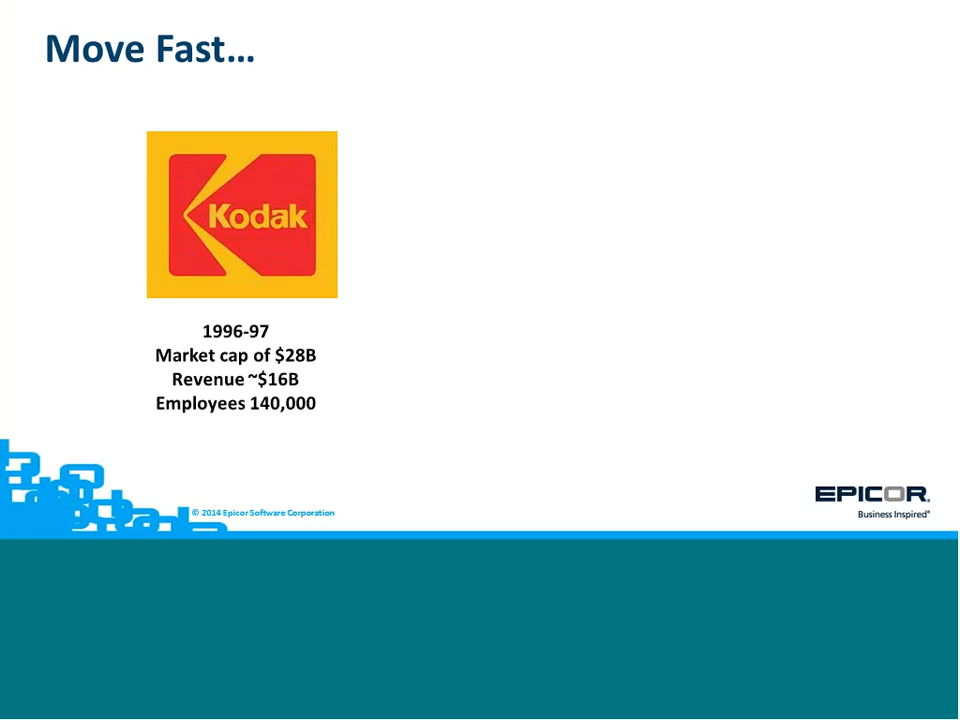 Move Fast…
Kodak
1996-97
Market cap of $28B
Revenue ~$16B
Employees 140,000
© 2014 Epicor Software Corporation
EPICOR.
Business Inspired"